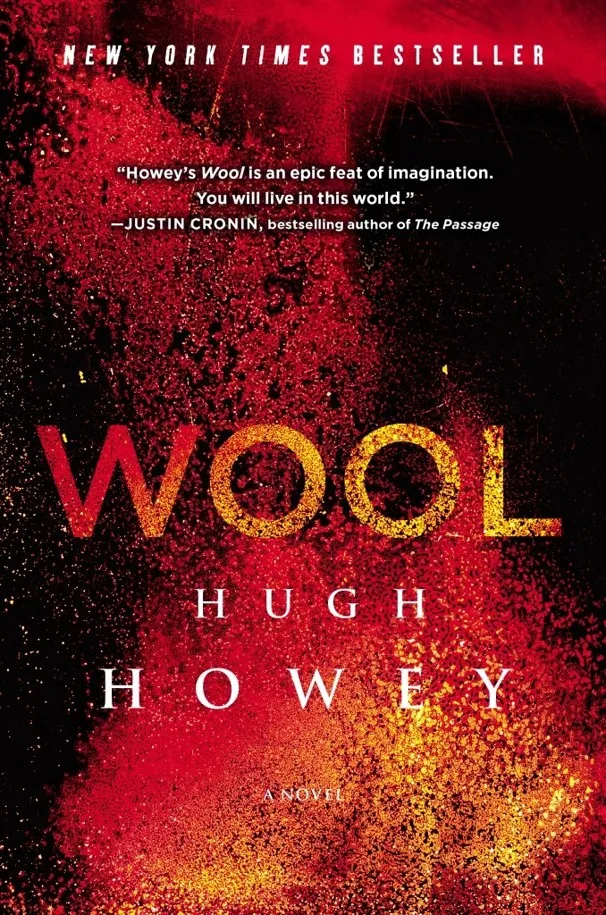 NEW YORK TIMES BESTSELLER
“Howey’s Wool is an epic feat of imagination.
You will live in this world.”
—JUSTIN CRONIN, bestselling author of The Passage
WOOL
HUGH
HOWEY
A NOVEL